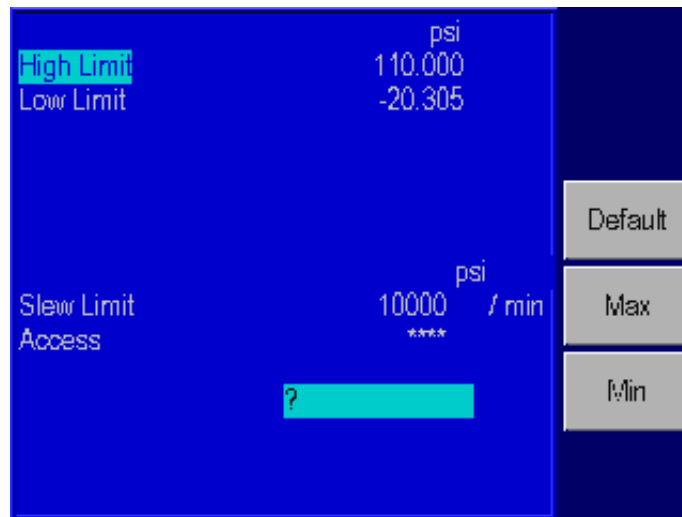 psi
High Limit 110.000
Low Limit -20.305
Default
psi
Slew Limit 10000 / min
Max
Access ****
?
Min